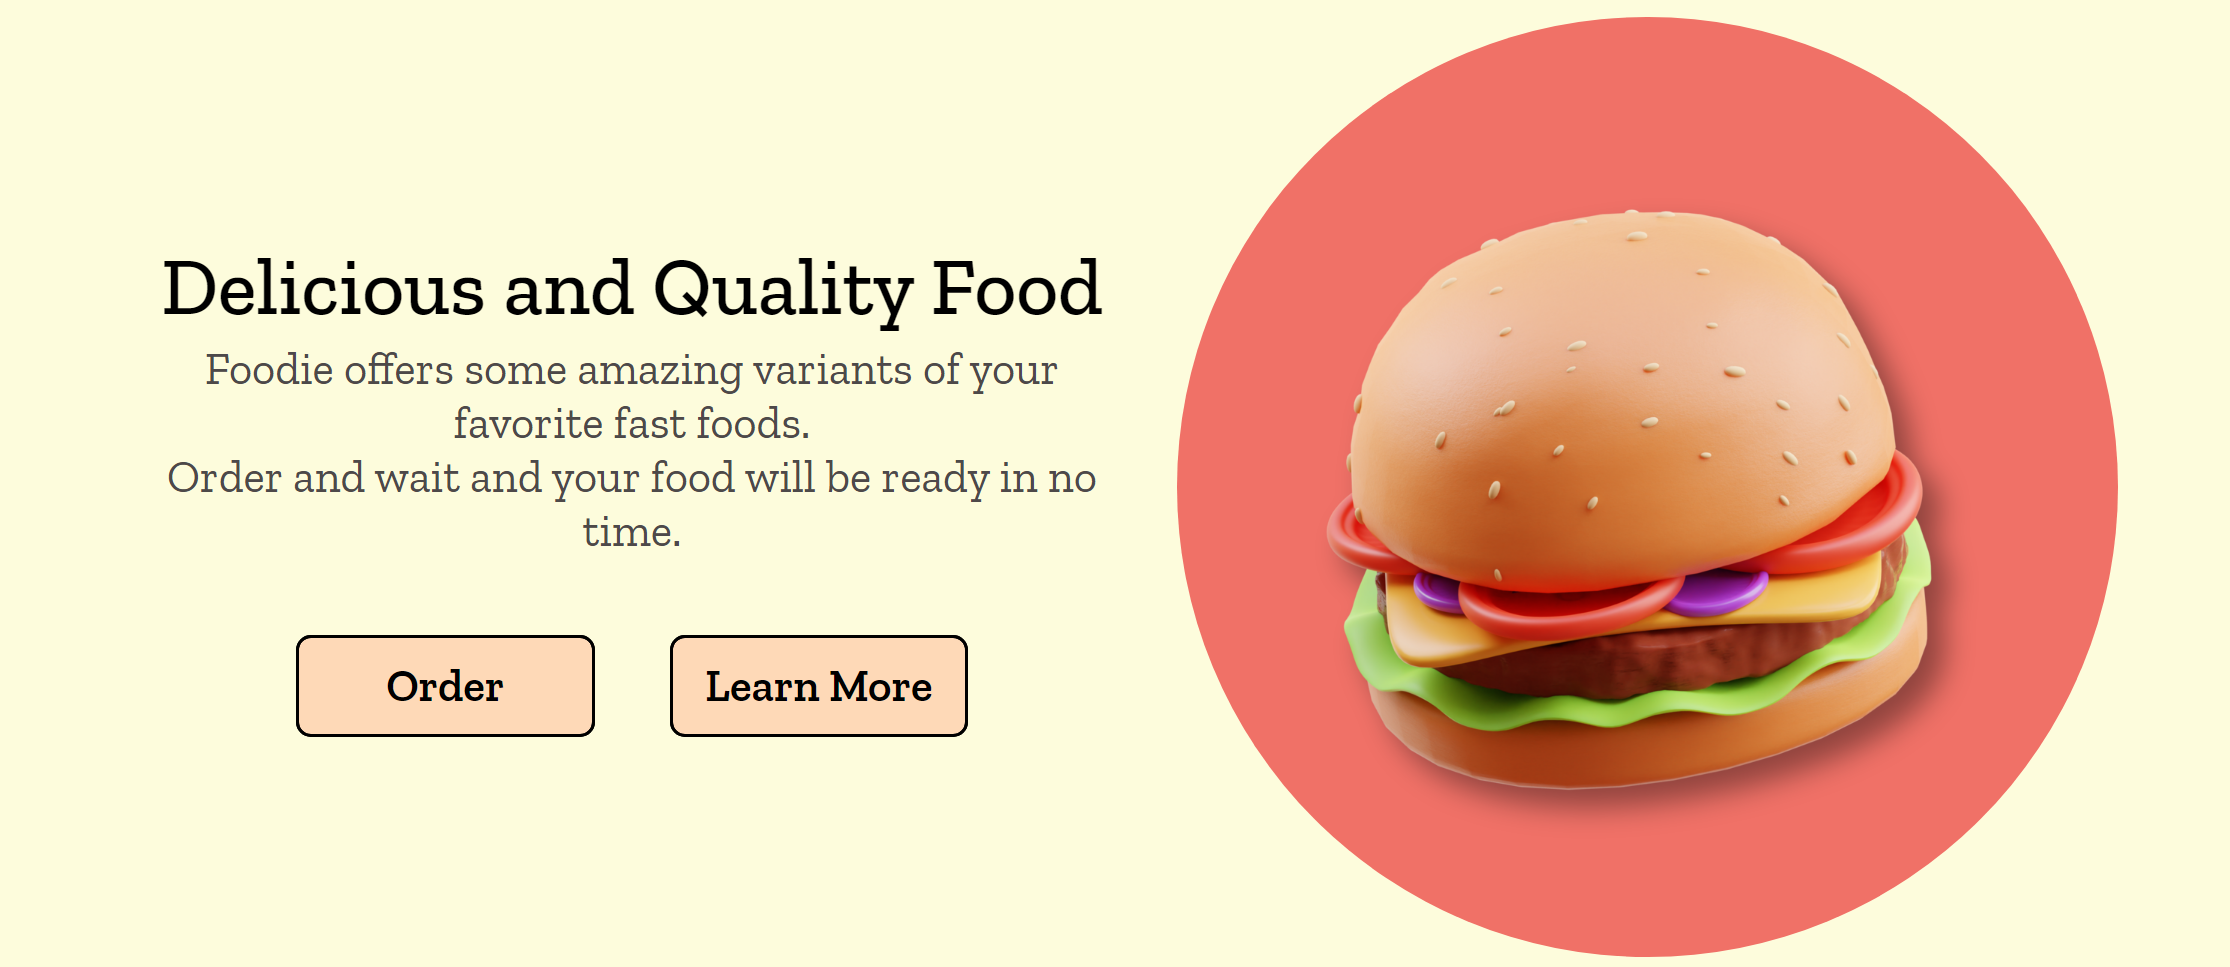 Delicious and Quality Food
Foodie offers some amazing variants of your
favorite fast foods.
Order and wait and your food will be ready in no
time.
Order
Learn More